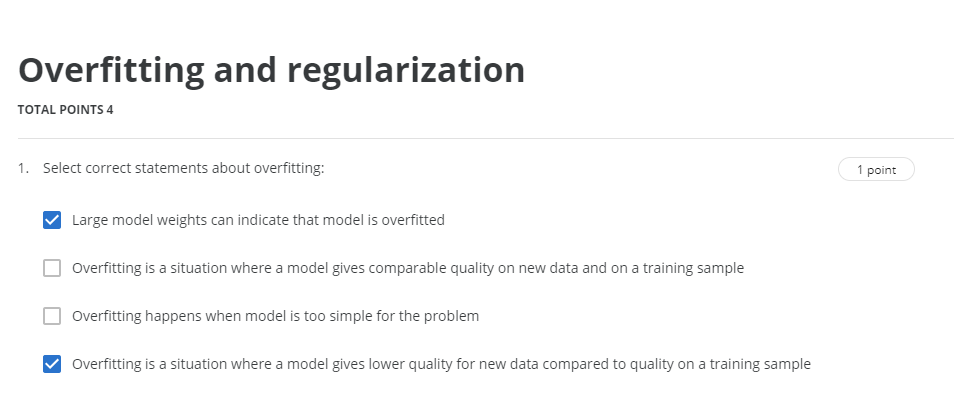 Overfitting and regularization
TOTAL POINTS 4
1. Select correct statements about overfitting:
1 point
Large model weights can indicate that model is overfitted
Overfitting is a situation where a model gives comparable quality on new data and on a training sample
Overfitting happens when model is too simple for the problem
Overfitting is a situation where a model gives lower quality for new data compared to quality on a training sample